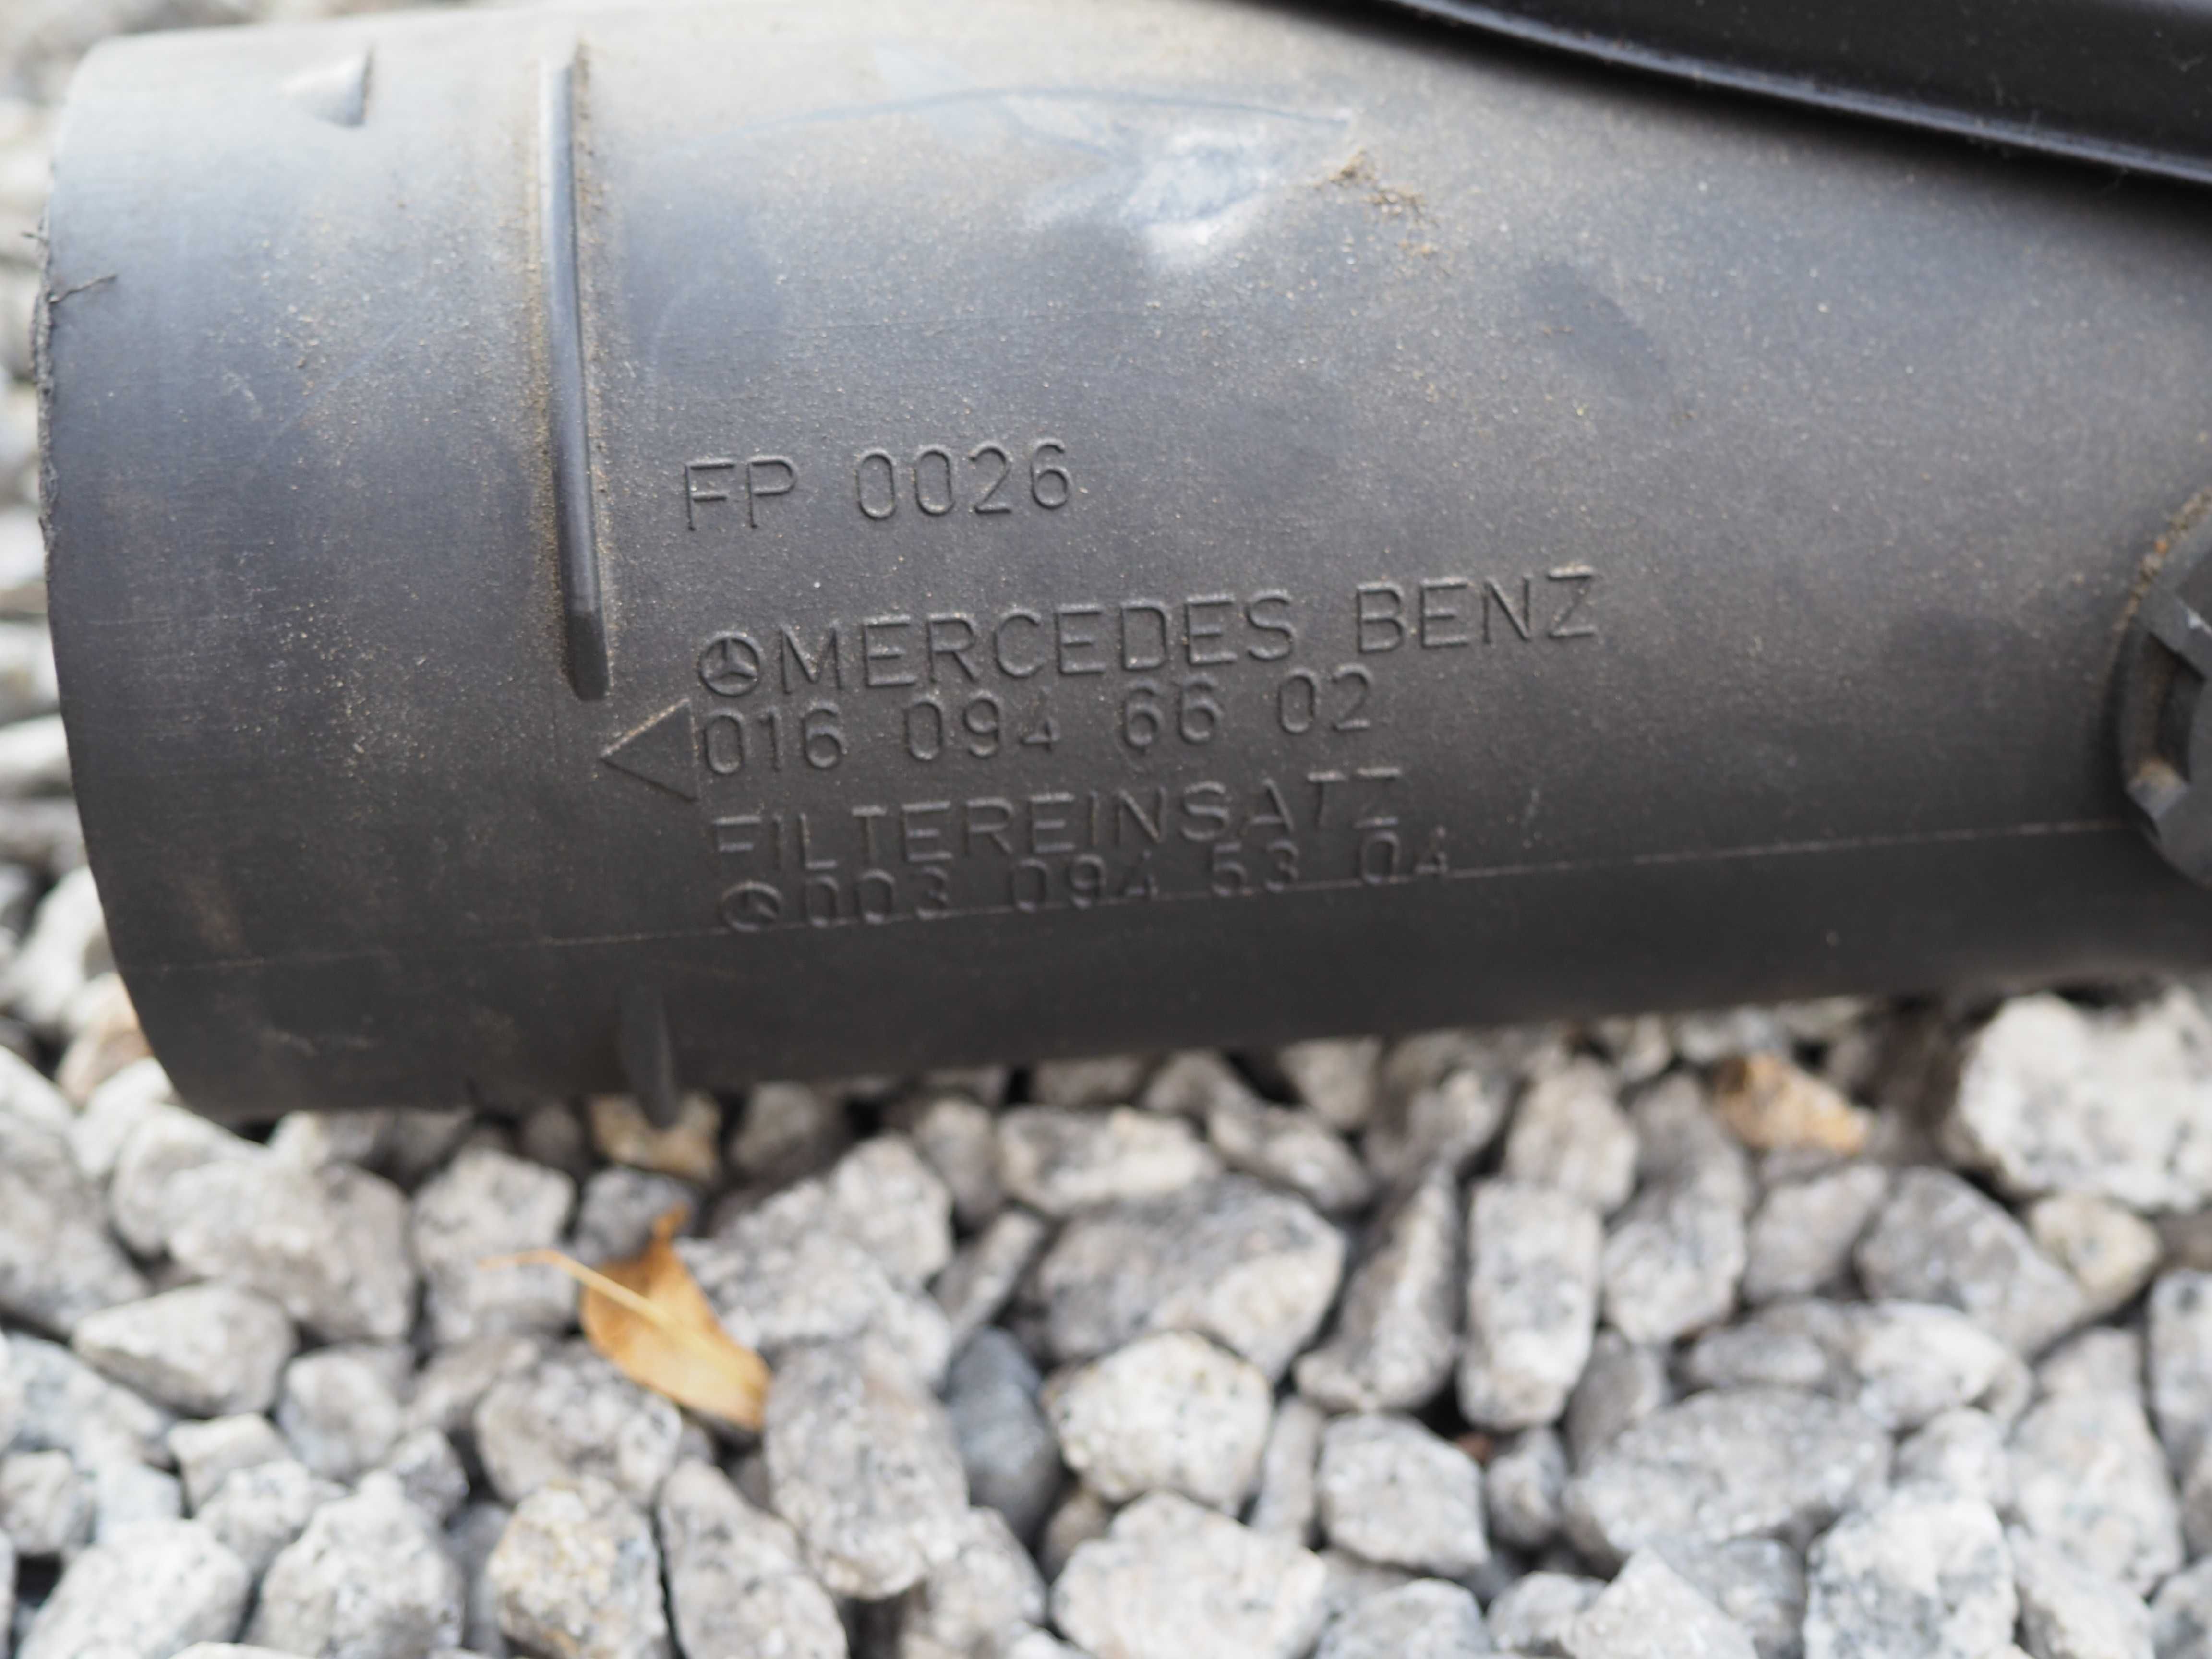 FP 0026
MERCEDES BENZ
016 094 66 02
FILTEREINSATZ
003 094 53 04